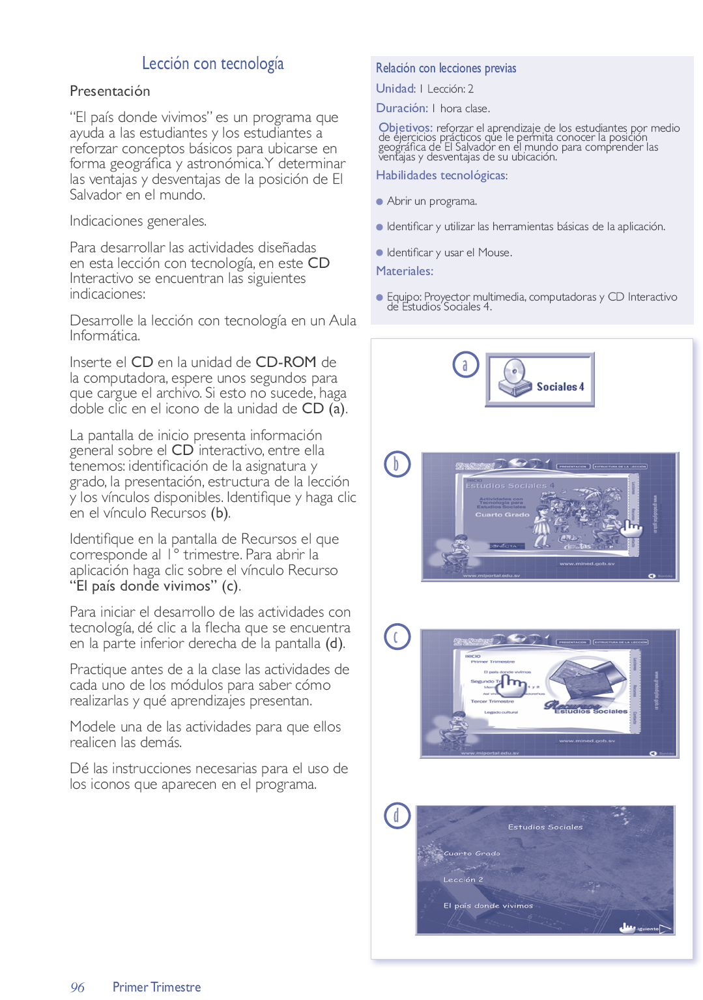 Lección con tecnología
Presentación
“El país donde vivimos” es un programa que
ayuda a las estudiantes y los estudiantes a
reforzar conceptos básicos para ubicarse en
forma geográfica y astronómica. Y determinar
las ventajas y desventajas de la posición de El
Salvador en el mundo.
Indicaciones generales.
Para desarrollar las actividades diseñadas
en esta lección con tecnología, en este CD
Interactivo se encuentran las siguientes
indicaciones:
Desarrolle la lección con tecnología en un Aula
Informática.
Inserte el CD en la unidad de CD-ROM de
la computadora, espere unos segundos para
que cargue el archivo. Si esto no sucede, haga
doble clic en el icono de la unidad de CD (a).
La pantalla de inicio presenta información
general sobre el CD interactivo, entre ella
tenemos: identificación de la asignatura y
grado, la presentación, estructura de la lección
y los vínculos disponibles. Identifique y haga clic
en el vínculo Recursos (b).
Identifique en la pantalla de Recursos el que
corresponde al 1° trimestre. Para abrir la
aplicación haga clic sobre el vínculo Recurso
“El país donde vivimos” (c).
Para iniciar el desarrollo de las actividades con
tecnología, dé clic a la flecha que se encuentra
en la parte inferior derecha de la pantalla (d).
Practique antes de a la clase las actividades de
cada uno de los módulos para saber cómo
realizarlas y qué aprendizajes presentan.
Modele una de las actividades para que ellos
realicen las demás.
Dé las instrucciones necesarias para el uso de
los iconos que aparecen en el programa.
Relación con lecciones previas
Unidad: 1 Lección: 2
Duración: 1 hora clase.
Objetivos: reforzar el aprendizaje de los estudiantes por medio
de ejercicios prácticos que le permita conocer la posición
geográfica de El Salvador en el mundo para comprender las
ventajas y desventajas de su ubicación.
Habilidades tecnológicas:
● Abrir un programa.
● Identificar y utilizar las herramientas básicas de la aplicación.
● Identificar y usar el Mouse.
Materiales:
● Equipo: Proyector multimedia, computadoras y CD Interactivo
de Estudios Sociales 4.
a
Sociales 4
b
Plan Nacional
de Educación 2021
PRESENTACION
ESTRUCTURA DE LA LECCIÓN
INICIO
Estudios Sociales 4
Actividades con
Tecnología para
Estudios Sociales
Cuarto Grado
Lecciones
CONECTA
www.mined.gob.sv
www.miportal.edu.sv
Sonido
c
Plan Nacional
de Educación 2021
PRESENTACION
ESTRUCTURA DE LA LECCIÓN
INICIO
Primer Trimestre
El país donde vivimos
Segundo
Tercer Trimestre
Legado cultural
Recursos
Estudios Sociales
Lecciones
Recursos
Contacto
www.mined.gob.sv
www.miportal.edu.sv
Sonido
d
Estudios Sociales
Cuarto Grado
Lección 2
El país donde vivimos
iguiente
96 Primer Trimestre